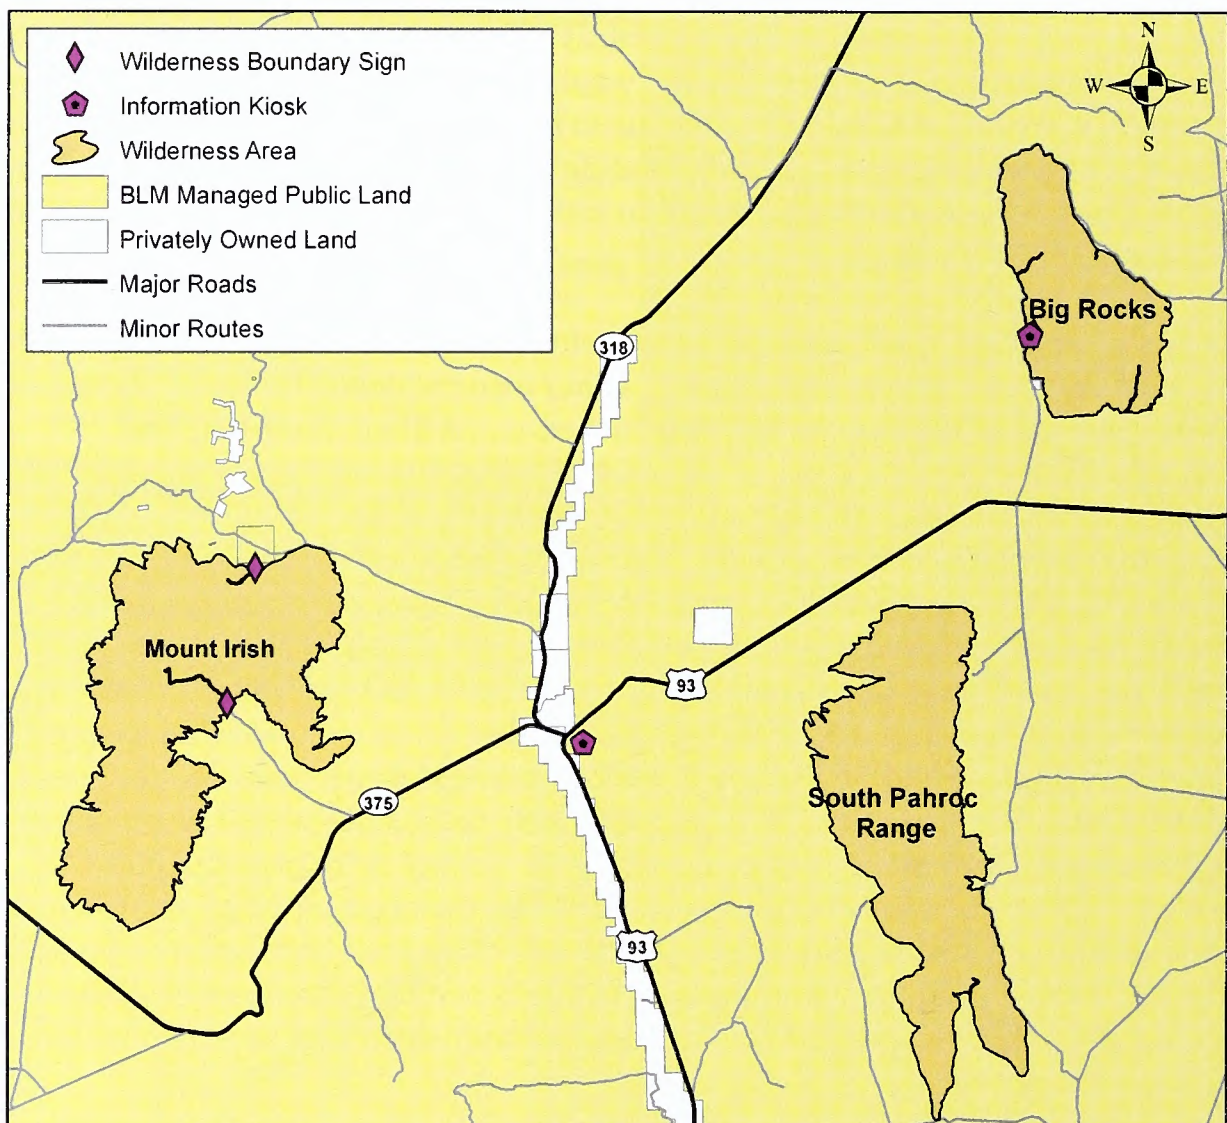 Wilderness Boundary Sign
Information Kiosk
Wilderness Area
BLM Managed Public Land
Privately Owned Land
Major Roads
Minor Routes
N
W
E
S
318
Big Rocks
Mount Irish
93
375
South Pahroc
Range
93